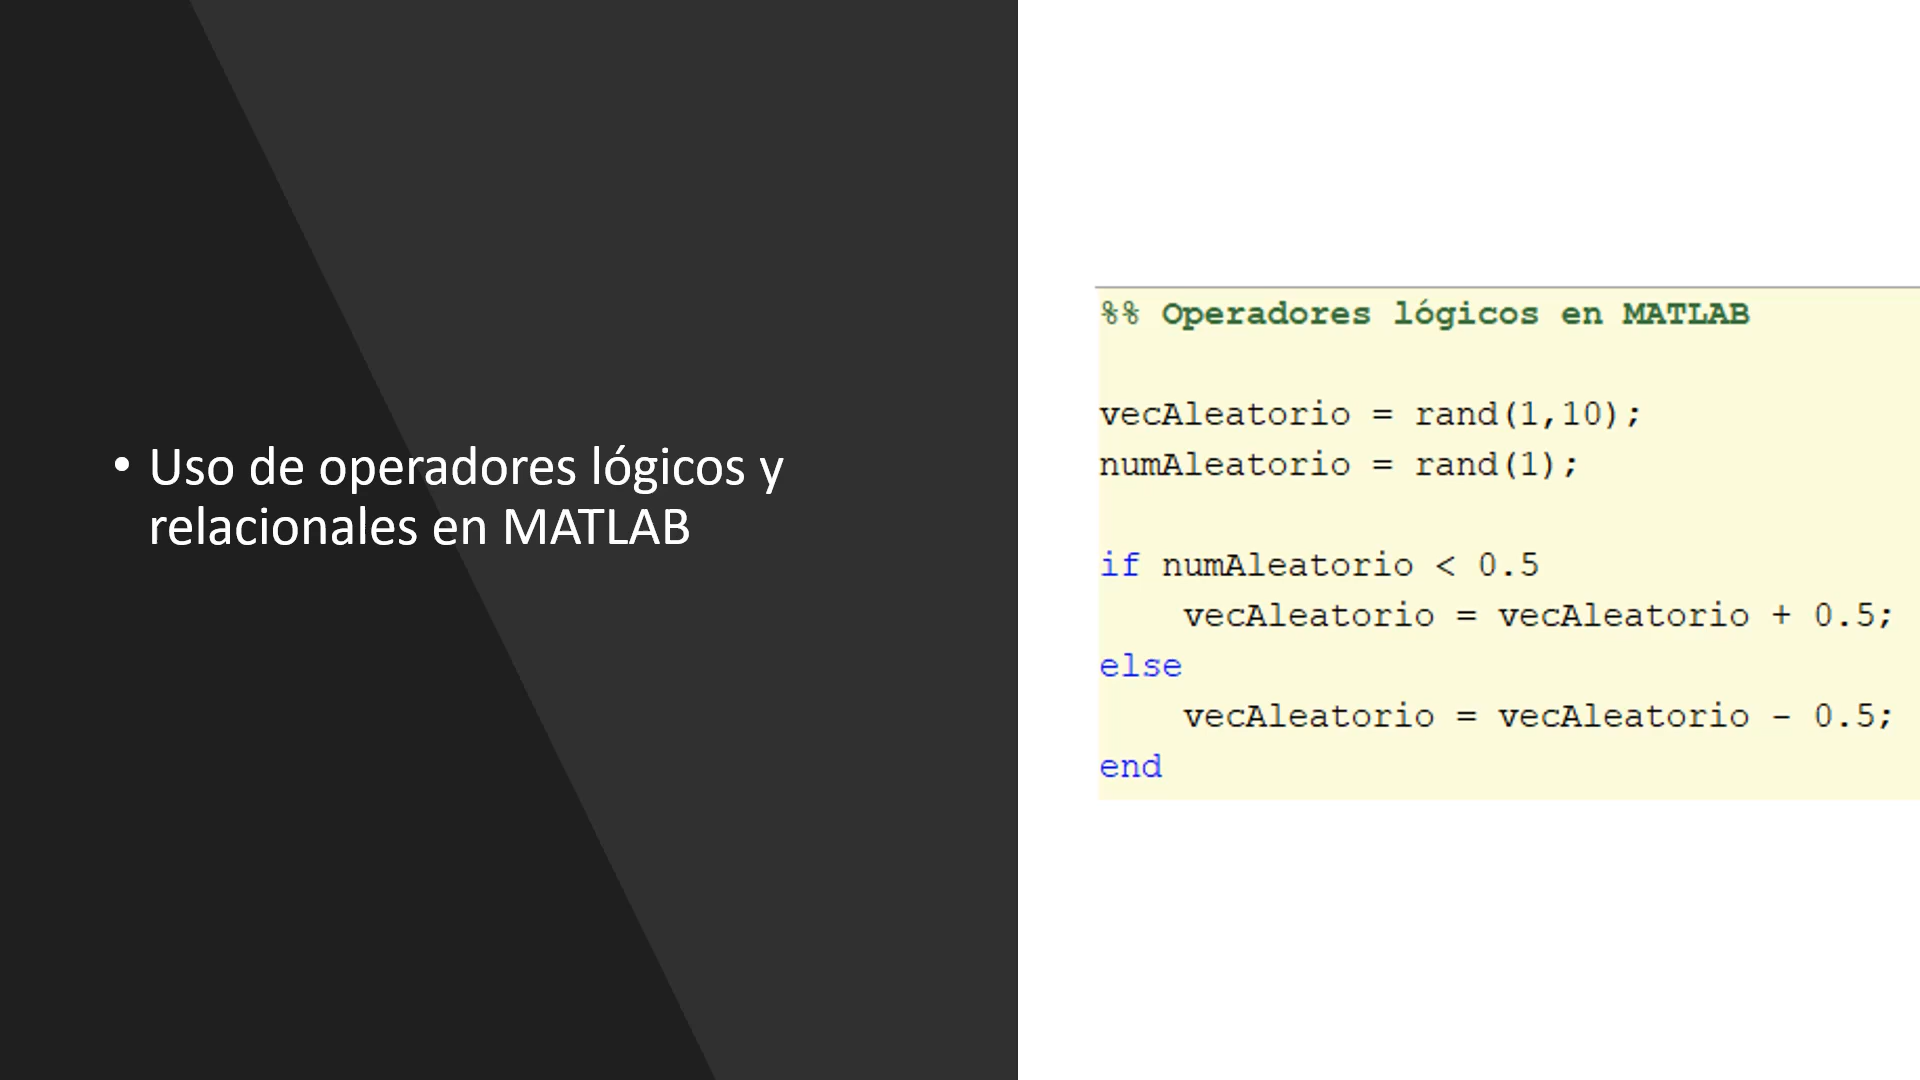 • Uso de operadores lógicos y
relacionales en MATLAB
%% Operadores lógicos en MATLAB
vecAleatorio = rand(1,10);
numAleatorio = rand(1);
if numAleatorio < 0.5
    vecAleatorio = vecAleatorio + 0.5;
else
    vecAleatorio = vecAleatorio - 0.5;
end